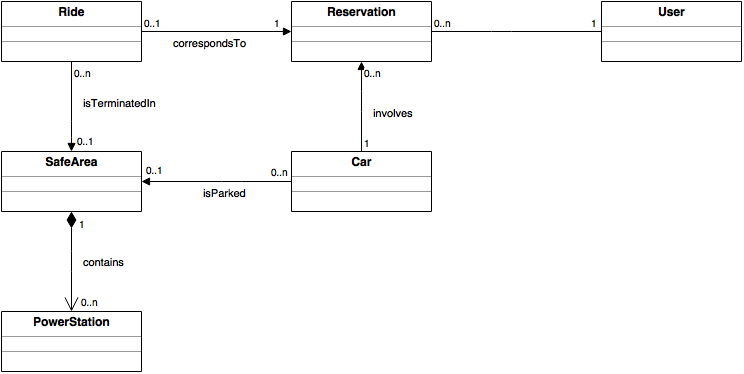 Ride
Reservation
User
0..1
1
0..n
1
correspondsTo
0..n
0..n
isTerminatedIn
involves
0..1
1
SafeArea
Car
0..1
0..n
isParked
1
contains
0..n
PowerStation